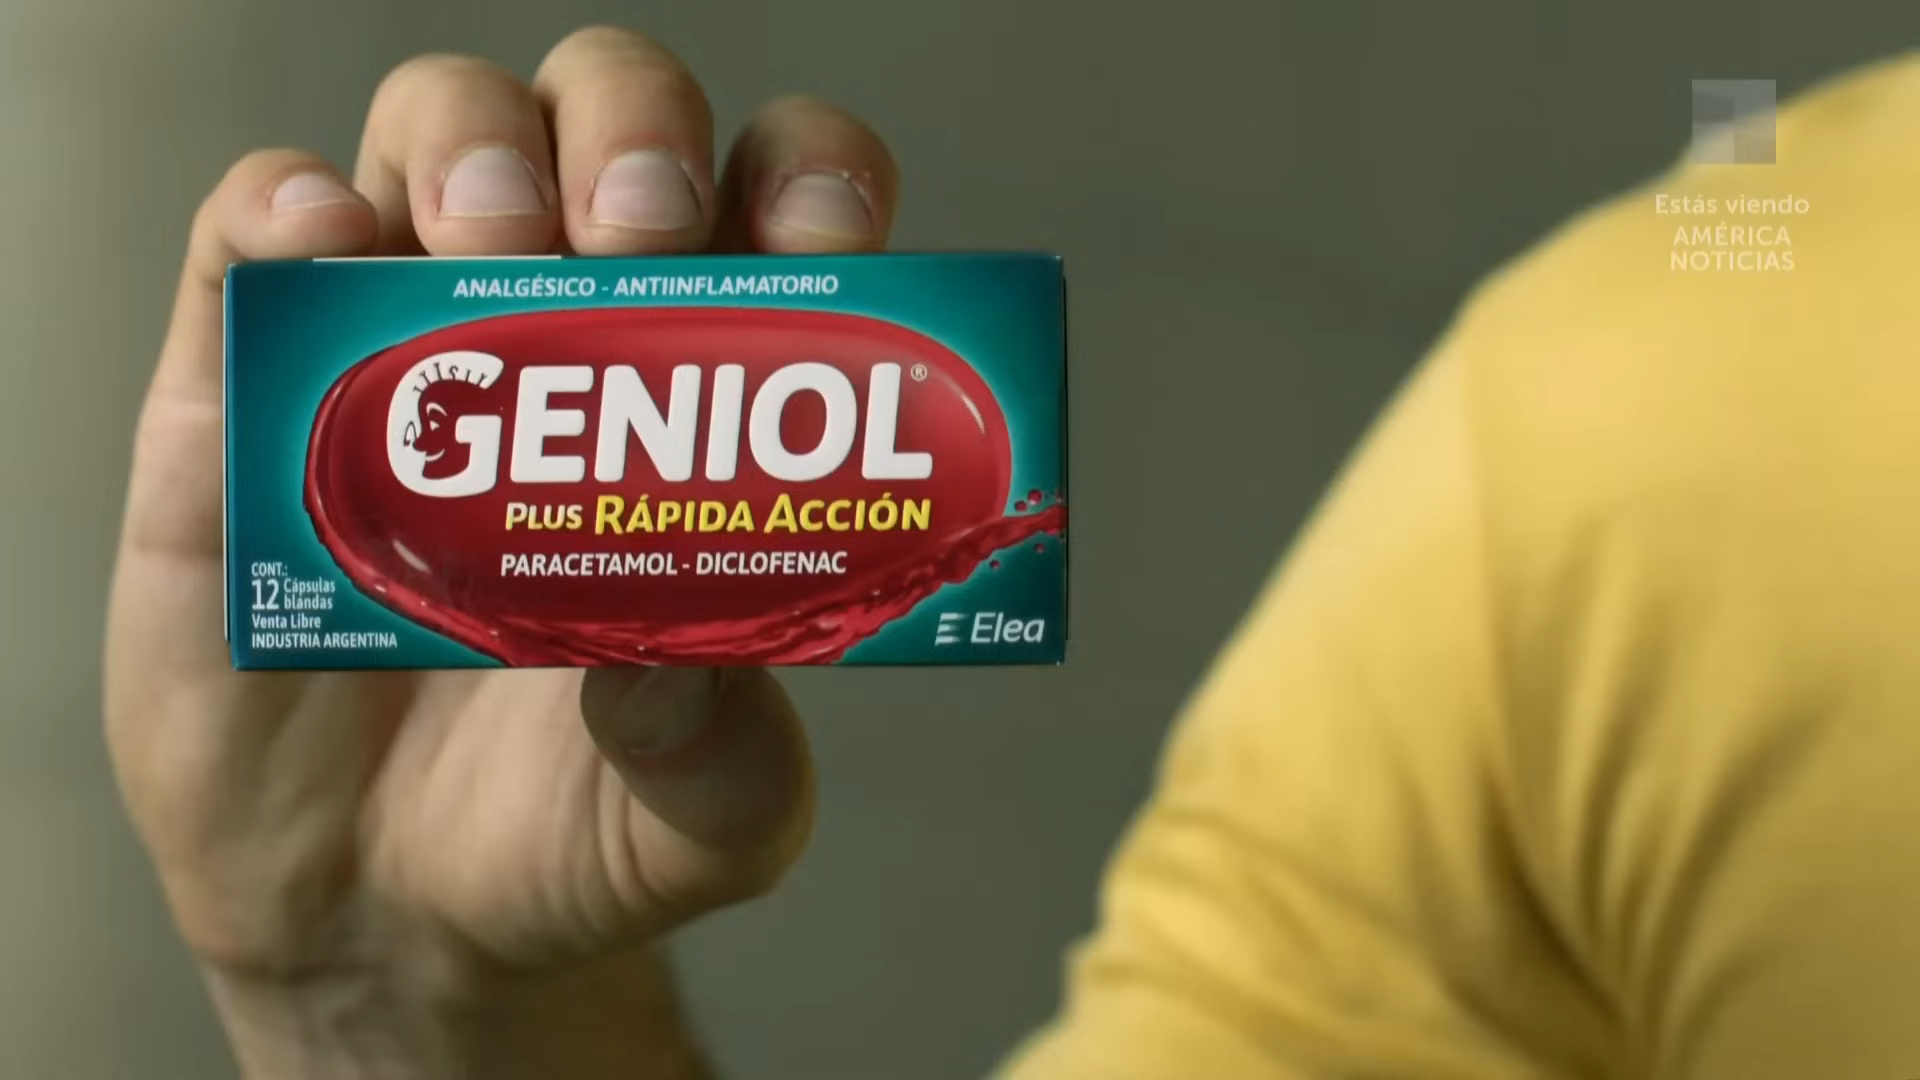 ANALGÉSICO - ANTIINFLAMATORIO
GENIOL®
PLUS RÁPIDA ACCIÓN
PARACETAMOL - DICLOFENAC
CONT.:
12 Cápsulas blandas
Venta Libre
INDUSTRIA ARGENTINA
Elea
Estás viendo
AMÉRICA
NOTICIAS